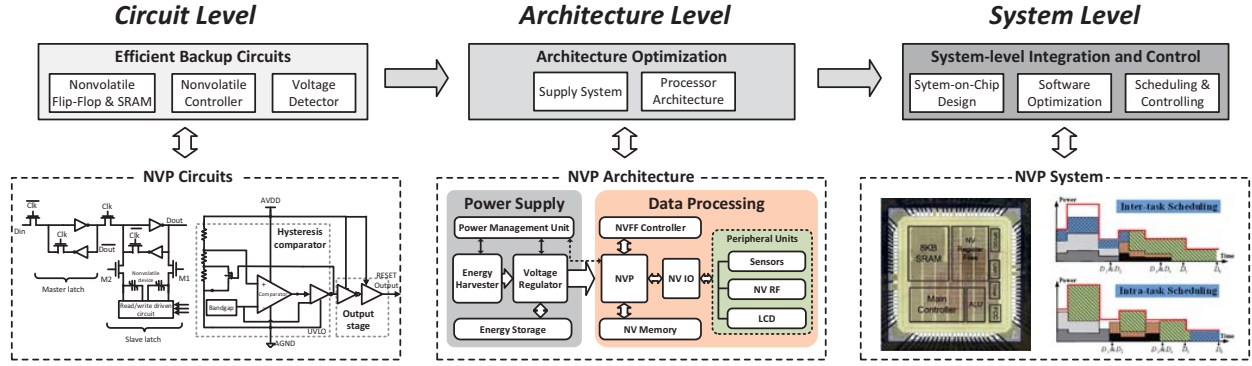 Circuit Level
Architecture Level
System Level
Efficient Backup Circuits
Nonvolatile
Flip-Flop & SRAM
Nonvolatile
Controller
Voltage
Detector
Architecture Optimization
Supply System
Processor
Architecture
System-level Integration and Control
Sytem-on-Chip
Design
Software
Optimization
Scheduling &
Controlling
NVP Circuits
Clk
Clk
Din
Clk
Clk
Dout
Dout
M2
M1
Nonvolatile
device
Master latch
Read/write driven
circuit
Slave latch
AVDD
Hysteresis
comparator
Comparator
Bandgap
UVLO
AGND
RESET
Output
Output
stage
NVP Architecture
Power Supply
Power Management Unit
Energy
Harvester
Voltage
Regulator
Energy Storage
Data Processing
NVFF Controller
NVP
NV IO
NV Memory
Peripheral Units
Sensors
NV RF
LCD
NVP System
8KB
SRAM
NV
Register
Files
Main
Controller
ALU
Power
Inter-task Scheduling
Time
Power
Intra-task Scheduling
Time